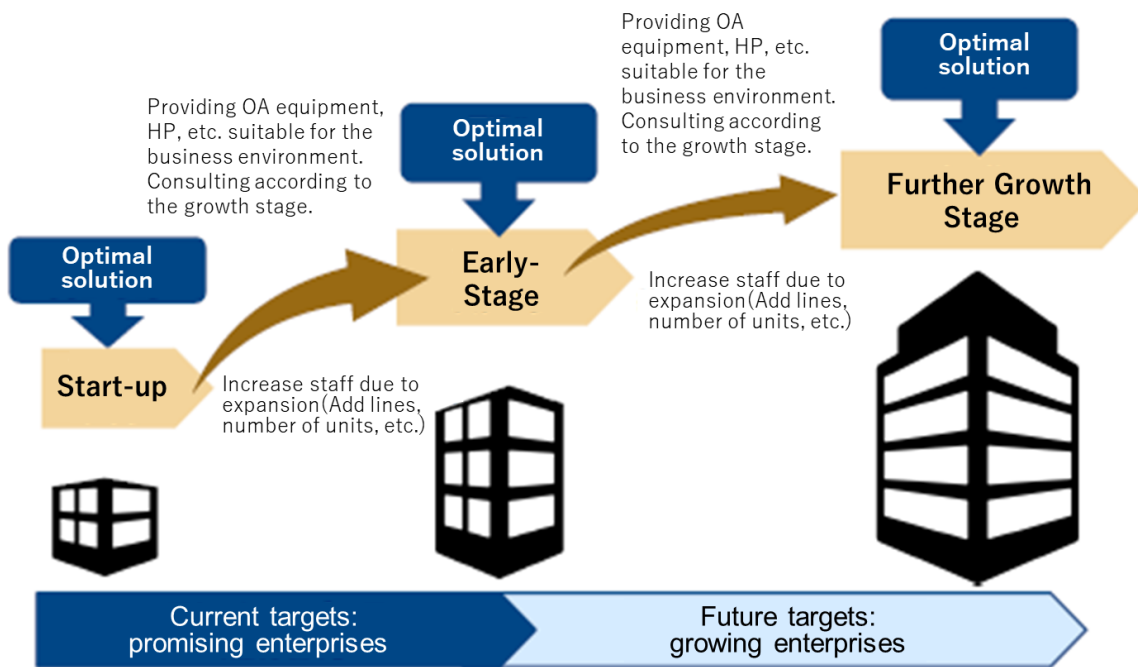 Providing OA
equipment, HP, etc.
suitable for the
business environment.
Consulting according
to the growth stage.
Optimal
solution
Providing OA equipment,
HP, etc. suitable for the
business environment.
Consulting according to
the growth stage.
Optimal
solution
Further Growth
Stage
Optimal
solution
Early-
Stage
Increase staff due to
expansion(Add lines,
number of units, etc.)
Start-up
Increase staff due to
expansion(Add lines,
number of units, etc.)
Current targets:
promising enterprises
Future targets:
growing enterprises